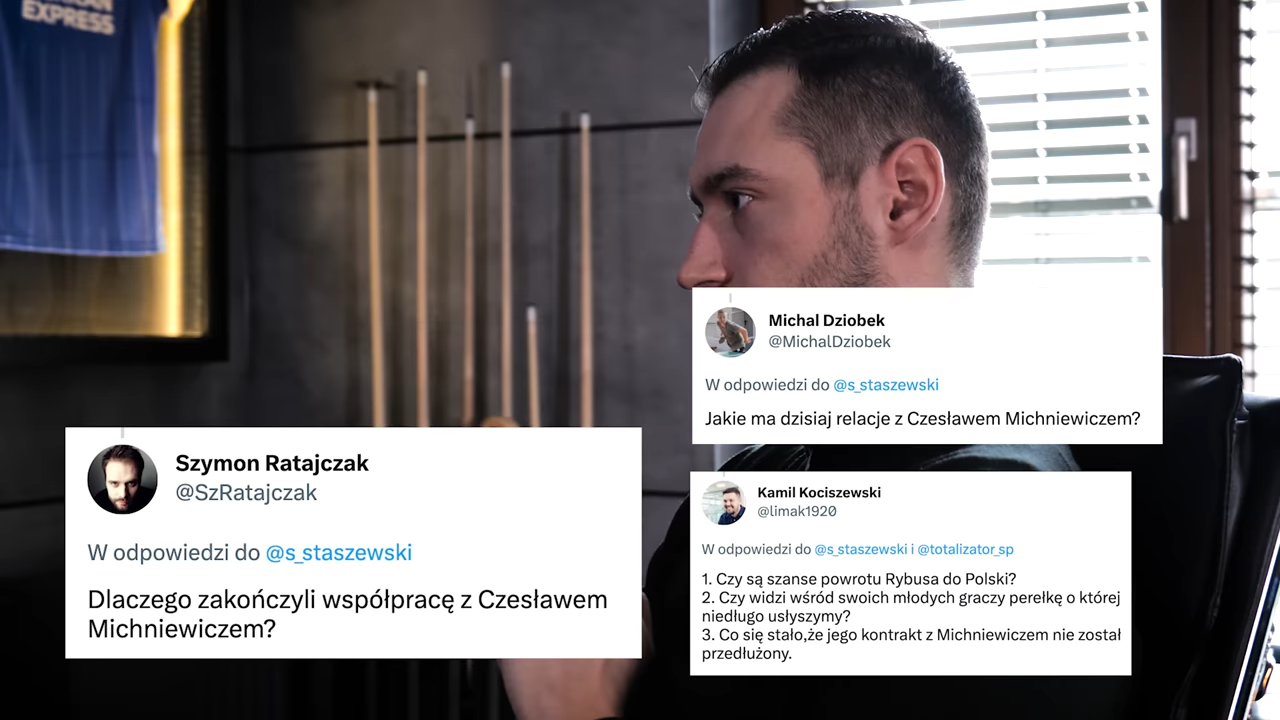 EXPRESS
Michal Dziobek
@MichalDziobek
W odpowiedzi do @s_staszewski
Jakie ma dzisiaj relacje z Czesławem Michniewiczem?
Szymon Ratajczak
@SzRatajczak
W odpowiedzi do @s_staszewski
Dlaczego zakończyli współpracę z Czesławem
Michniewiczem?
Kamil Kociszewski
@limak1920
W odpowiedzi do @s_staszewski i @totalizator_sp
1. Czy są szanse powrotu Rybusa do Polski?
2. Czy widzi wśród swoich młodych graczy perełkę o której
niedługo usłyszymy?
3. Co się stało,że jego kontrakt z Michniewiczem nie został
przedłużony.